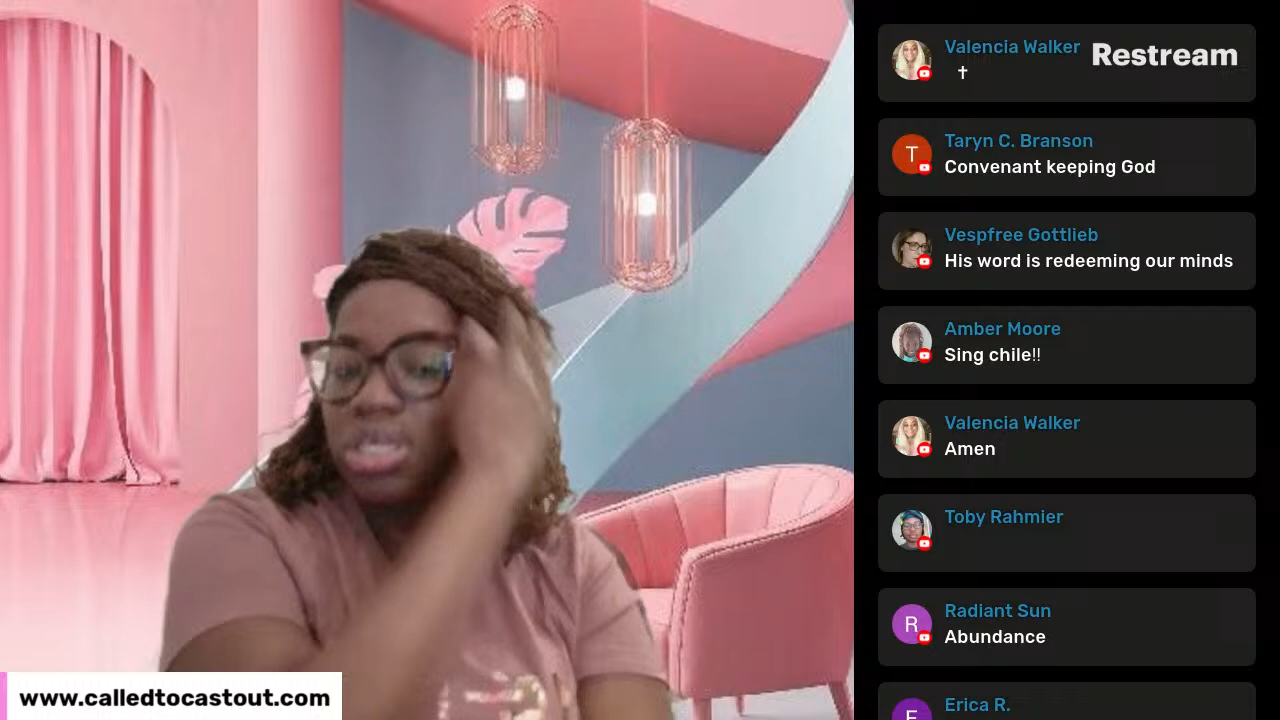 Valencia Walker
Restream
✝
T
Taryn C. Branson
Convenant keeping God
Vespfree Gottlieb
His word is redeeming our minds
Amber Moore
Sing chile!!
Valencia Walker
Amen
Toby Rahmier
R
Radiant Sun
Abundance
E
Erica R.
www.calledtocastout.com